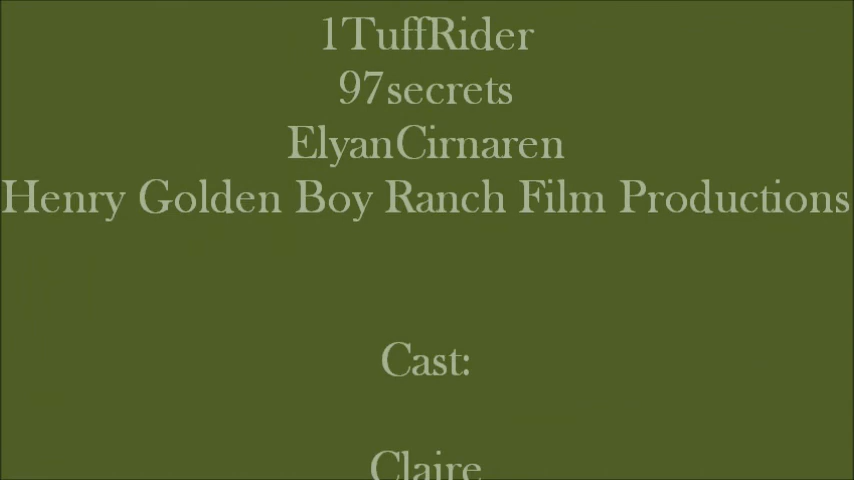 1TuffRider
97secrets
ElyanCirnaren
Henry Golden Boy Ranch Film Productions
Cast:
Claire